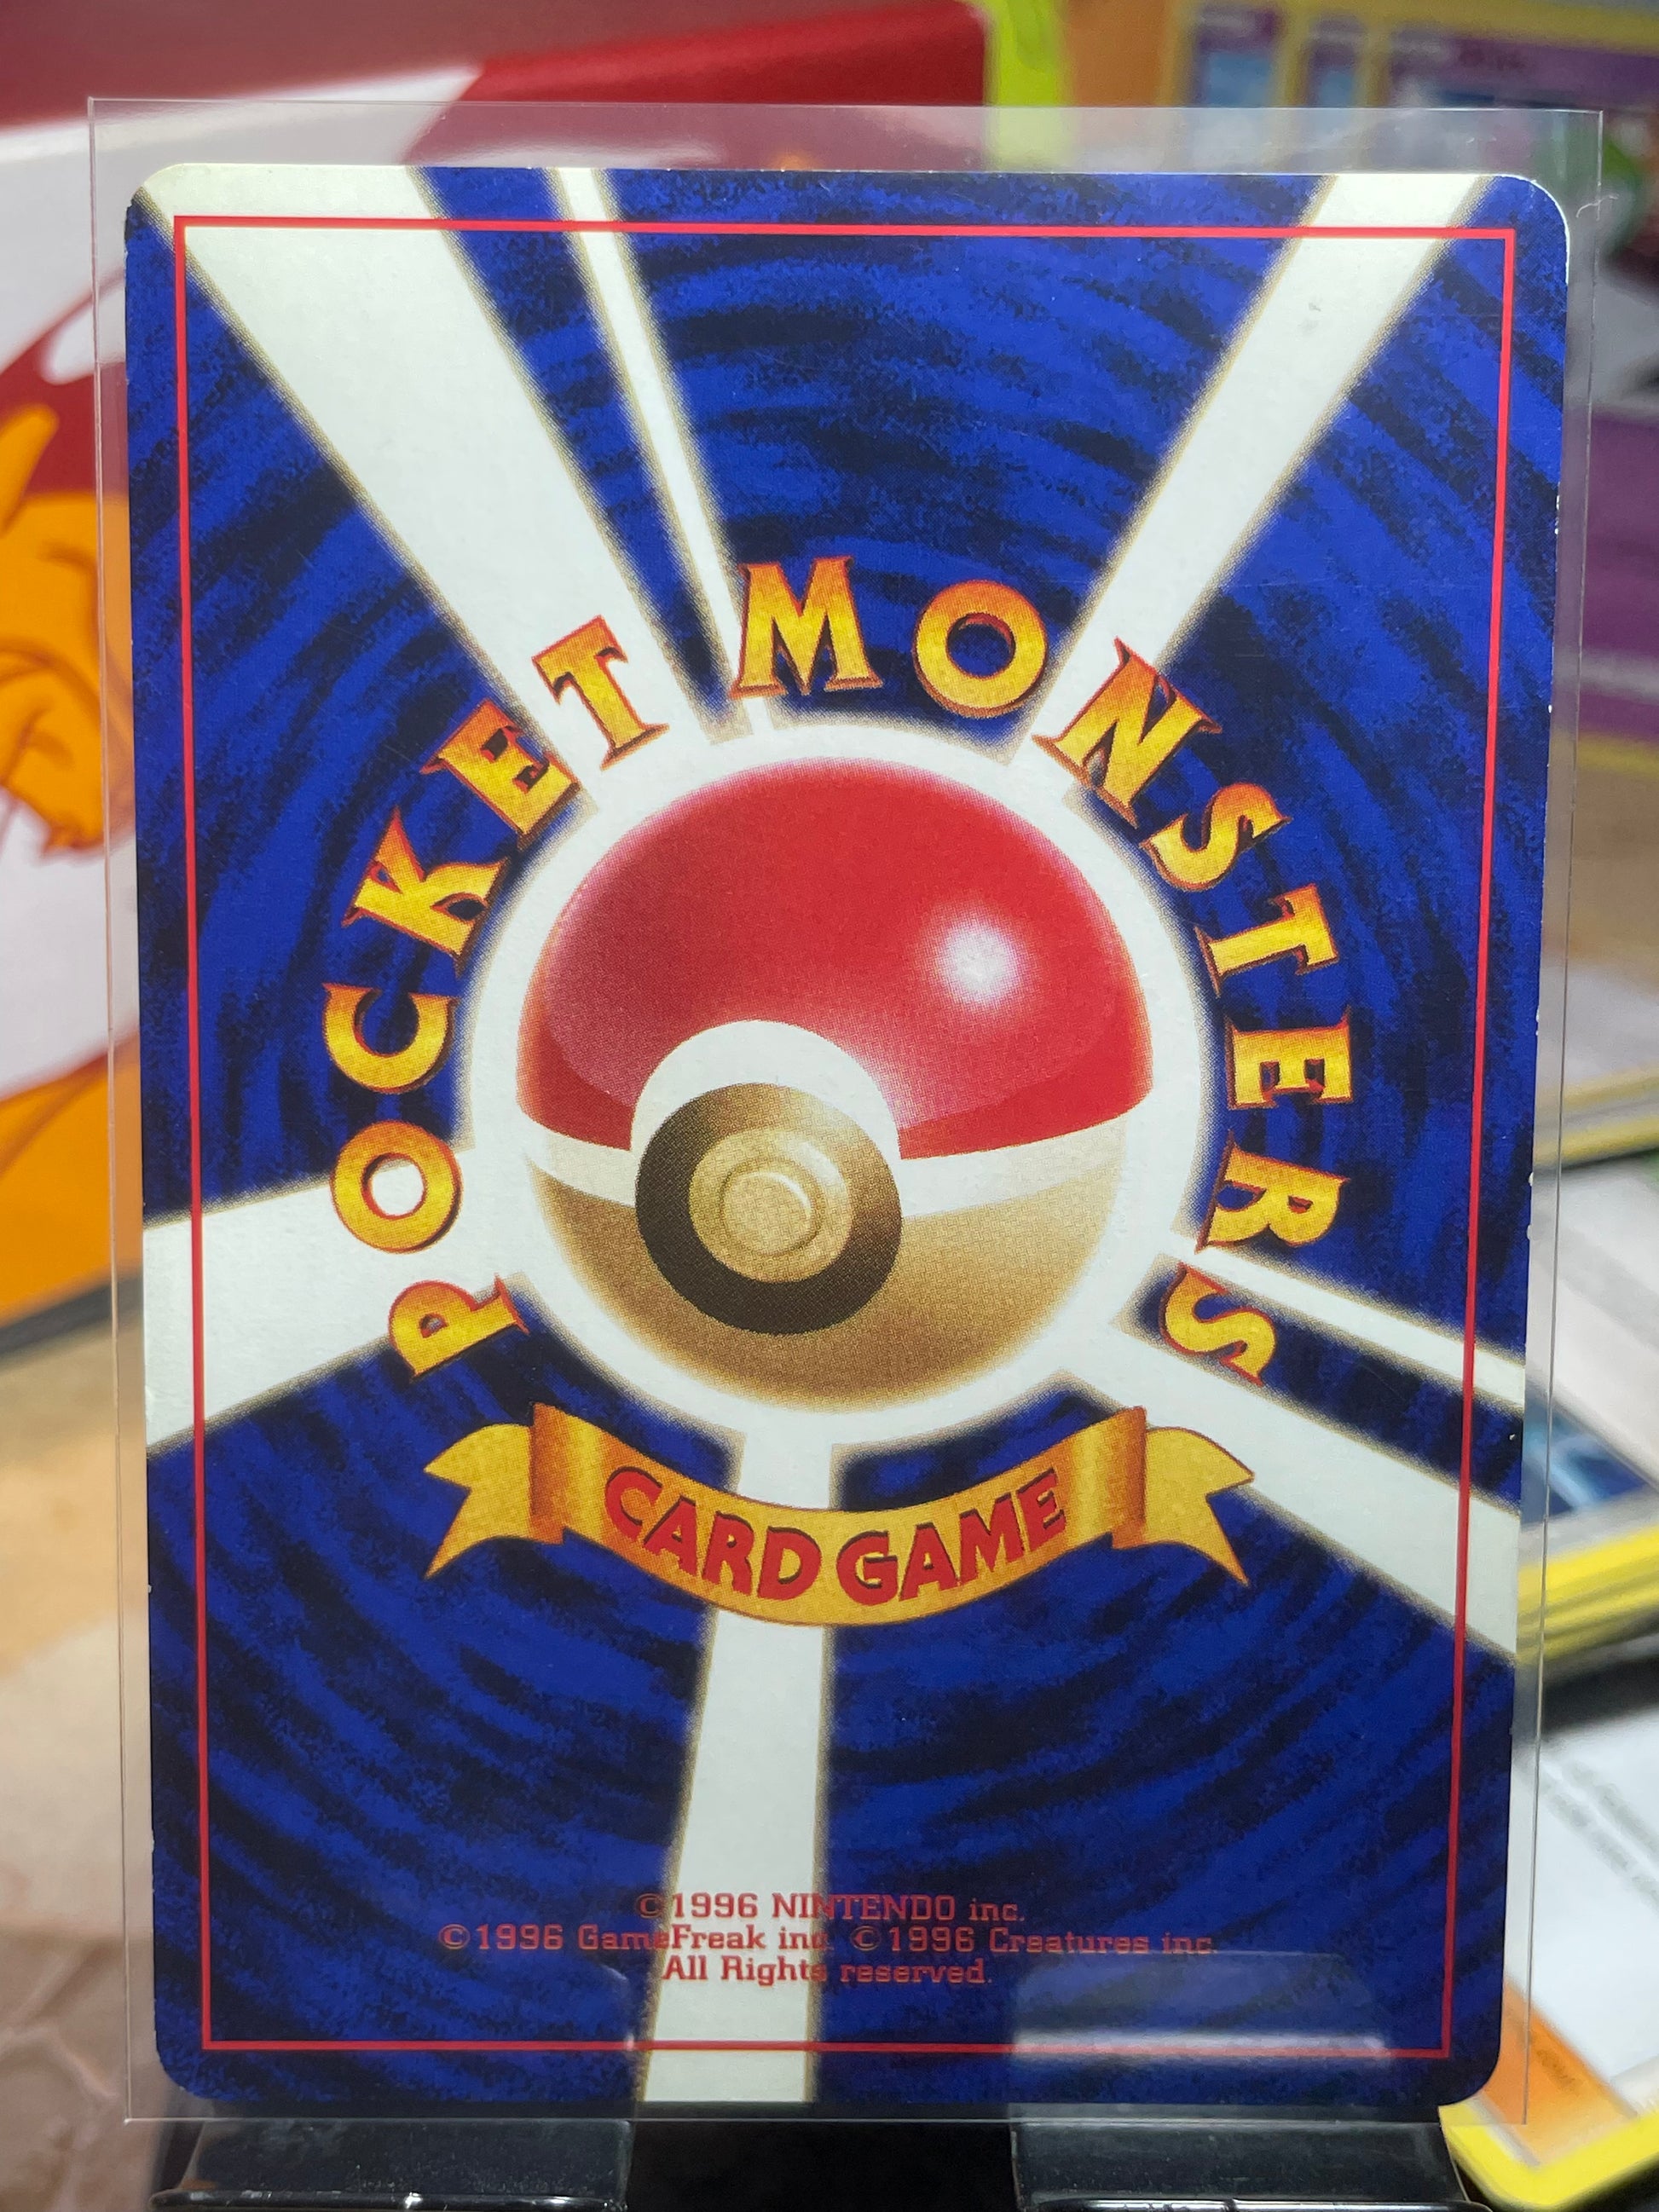 POCKET MONSTERS
CARD GAME
©1996 NINTENDO inc.
©1996 GameFreak inc. ©1996 Creatures inc.
All Rights reserved.